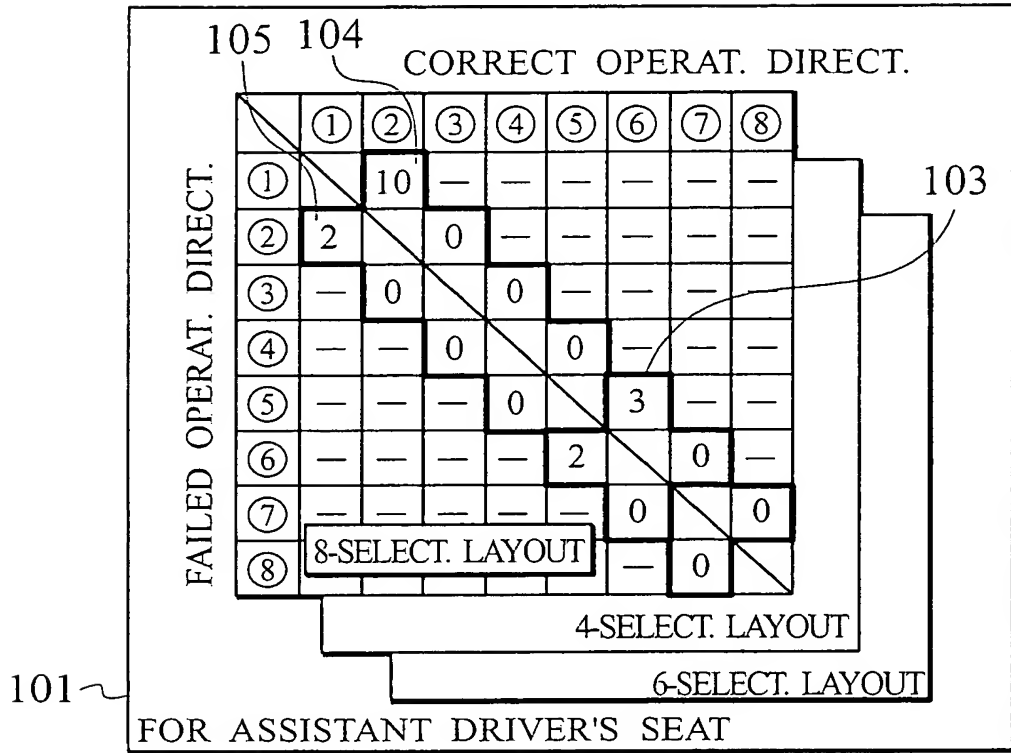 105 104
CORRECT OPERAT. DIRECT.
① ② ③ ④ ⑤ ⑥ ⑦ ⑧
① 10 — — — — — —
103
② 2 0 — — — — —
③ — 0 0 — — — —
④ — — 0 0 — — —
⑤ — — — 0 3 — —
⑥ — — — — 2 0 —
⑦ — — — — — 0 0
⑧ — 0
FAILED OPERAT. DIRECT.
8-SELECT. LAYOUT
4-SELECT. LAYOUT
6-SELECT. LAYOUT
101
FOR ASSISTANT DRIVER'S SEAT